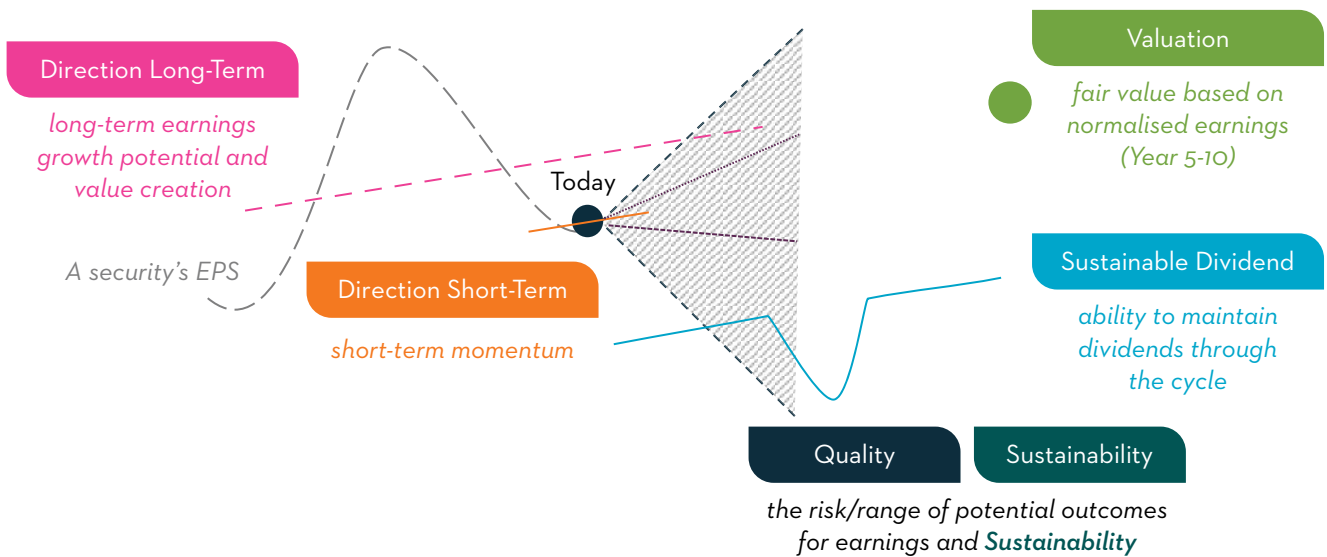 Direction Long-Term
long-term earnings
growth potential and
value creation
A security's EPS
Today
Direction Short-Term
short-term momentum
Valuation
fair value based on
normalised earnings
(Year 5-10)
Sustainable Dividend
ability to maintain
dividends through
the cycle
Quality
Sustainability
the risk/range of potential outcomes
for earnings and Sustainability